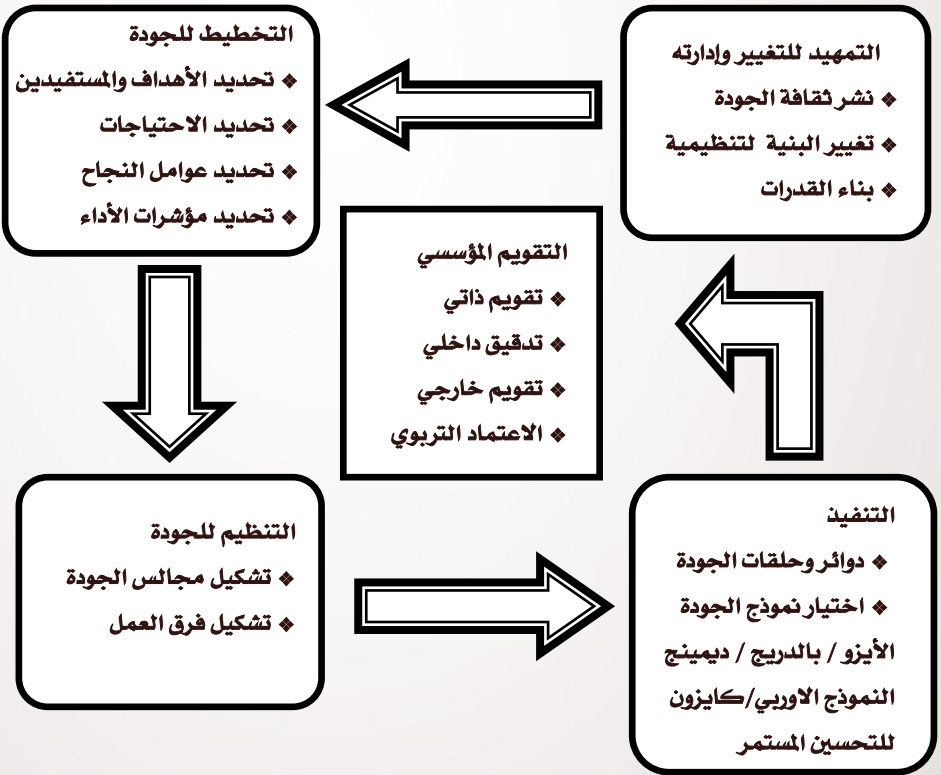 التمهيد للتغيير وإدارته
❖ نشر ثقافة الجودة
❖ تغيير البنية لتنظيمية
❖ بناء القدرات
التخطيط للجودة
❖ تحديد الأهداف والمستفيدين
❖ تحديد الاحتياجات
❖ تحديد عوامل النجاح
❖ تحديد مؤشرات الأداء
التنظيم للجودة
❖ تشكيل مجالس الجودة
❖ تشكيل فرق العمل
التنفيذ
❖ دوائر وحلقات الجودة
❖ اختيار نموذج الجودة
الأيزو / بالدريج / ديمينج
النموذج الاوربي/كايزون
للتحسين المستمر
التقويم المؤسسي
❖ تقويم ذاتي
❖ تدقيق داخلي
❖ تقويم خارجي
❖ الاعتماد التربوي